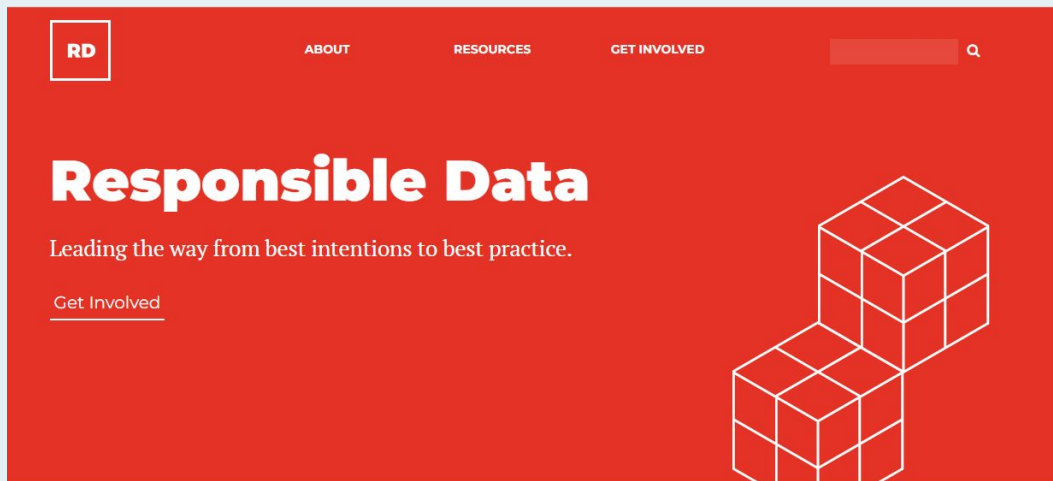 RD
ABOUT RESOURCES GET INVOLVED
Responsible Data
Leading the way from best intentions to best practice.
Get Involved